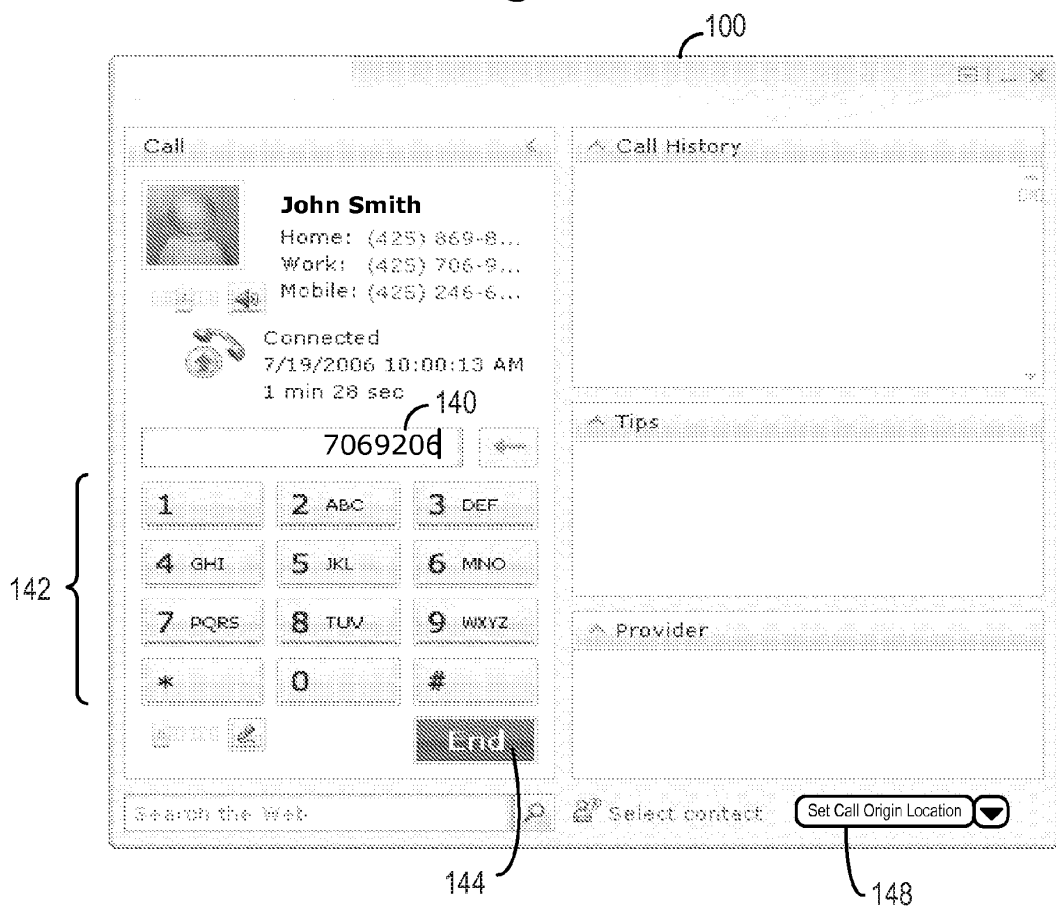 100
Call
Call History
John Smith
Home: (425) 869-8...
Work: (425) 706-9...
Mobile: (425) 246-6...
Connected
7/19/2006 10:00:13 AM
1 min 28 sec
140
7069206
Tips
1
2 ABC
3 DEF
4 GHI
5 JKL
6 MNO
142
7 PQRS
8 TUV
9 WXYZ
Provider
*
0
#
End
Search the Web
Select contact
Set Call Origin Location
144
148